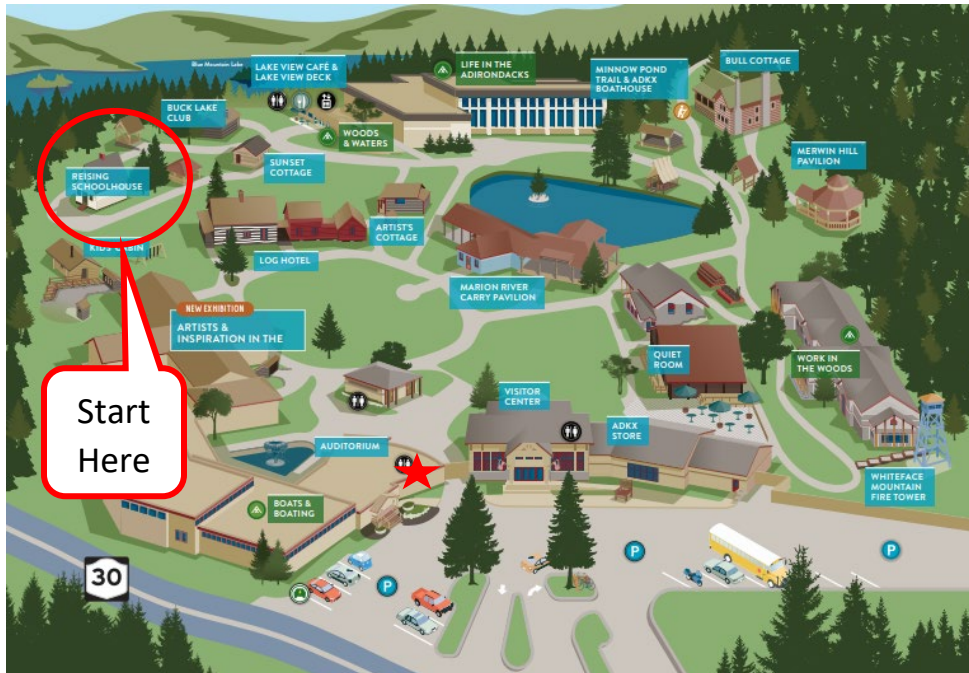 Blue Mountain Lake
LAKE VIEW CAFÉ &
LAKE VIEW DECK
LIFE IN THE
ADIRONDACKS
MINNOW POND
TRAIL & ADKX
BOATHOUSE
BULL COTTAGE
BUCK LAKE
CLUB
WOODS
& WATERS
REISING
SCHOOLHOUSE
SUNSET
COTTAGE
MERWIN HILL
PAVILION
KIDS CABIN
ARTIST'S
COTTAGE
LOG HOTEL
MARION RIVER
CARRY PAVILION
NEW EXHIBITION
ARTISTS &
INSPIRATION IN THE
QUIET
ROOM
WORK IN
THE WOODS
Start
Here
VISITOR
CENTER
ADKX
STORE
AUDITORIUM
WHITEFACE
MOUNTAIN
FIRE TOWER
BOATS &
BOATING
30
P
P
P